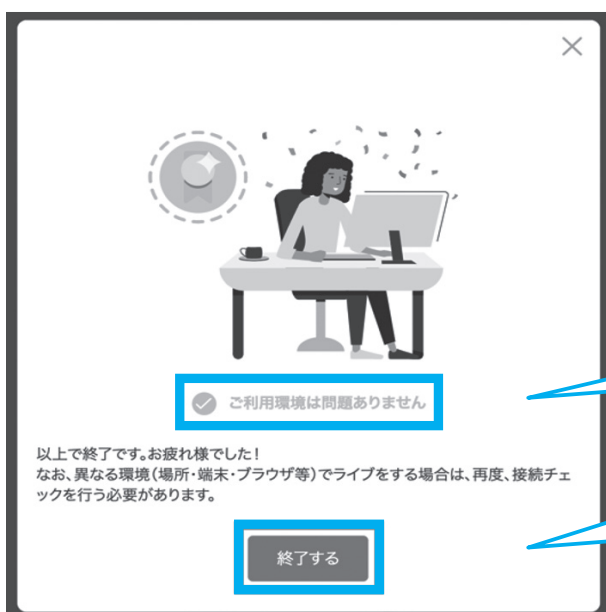 ご利用環境は問題ありません
以上で終了です。お疲れ様でした!
なお、異なる環境(場所・端末・ブラウザ等)でライブをする場合は、再度、接続チェ
ックを行う必要があります。
終了する